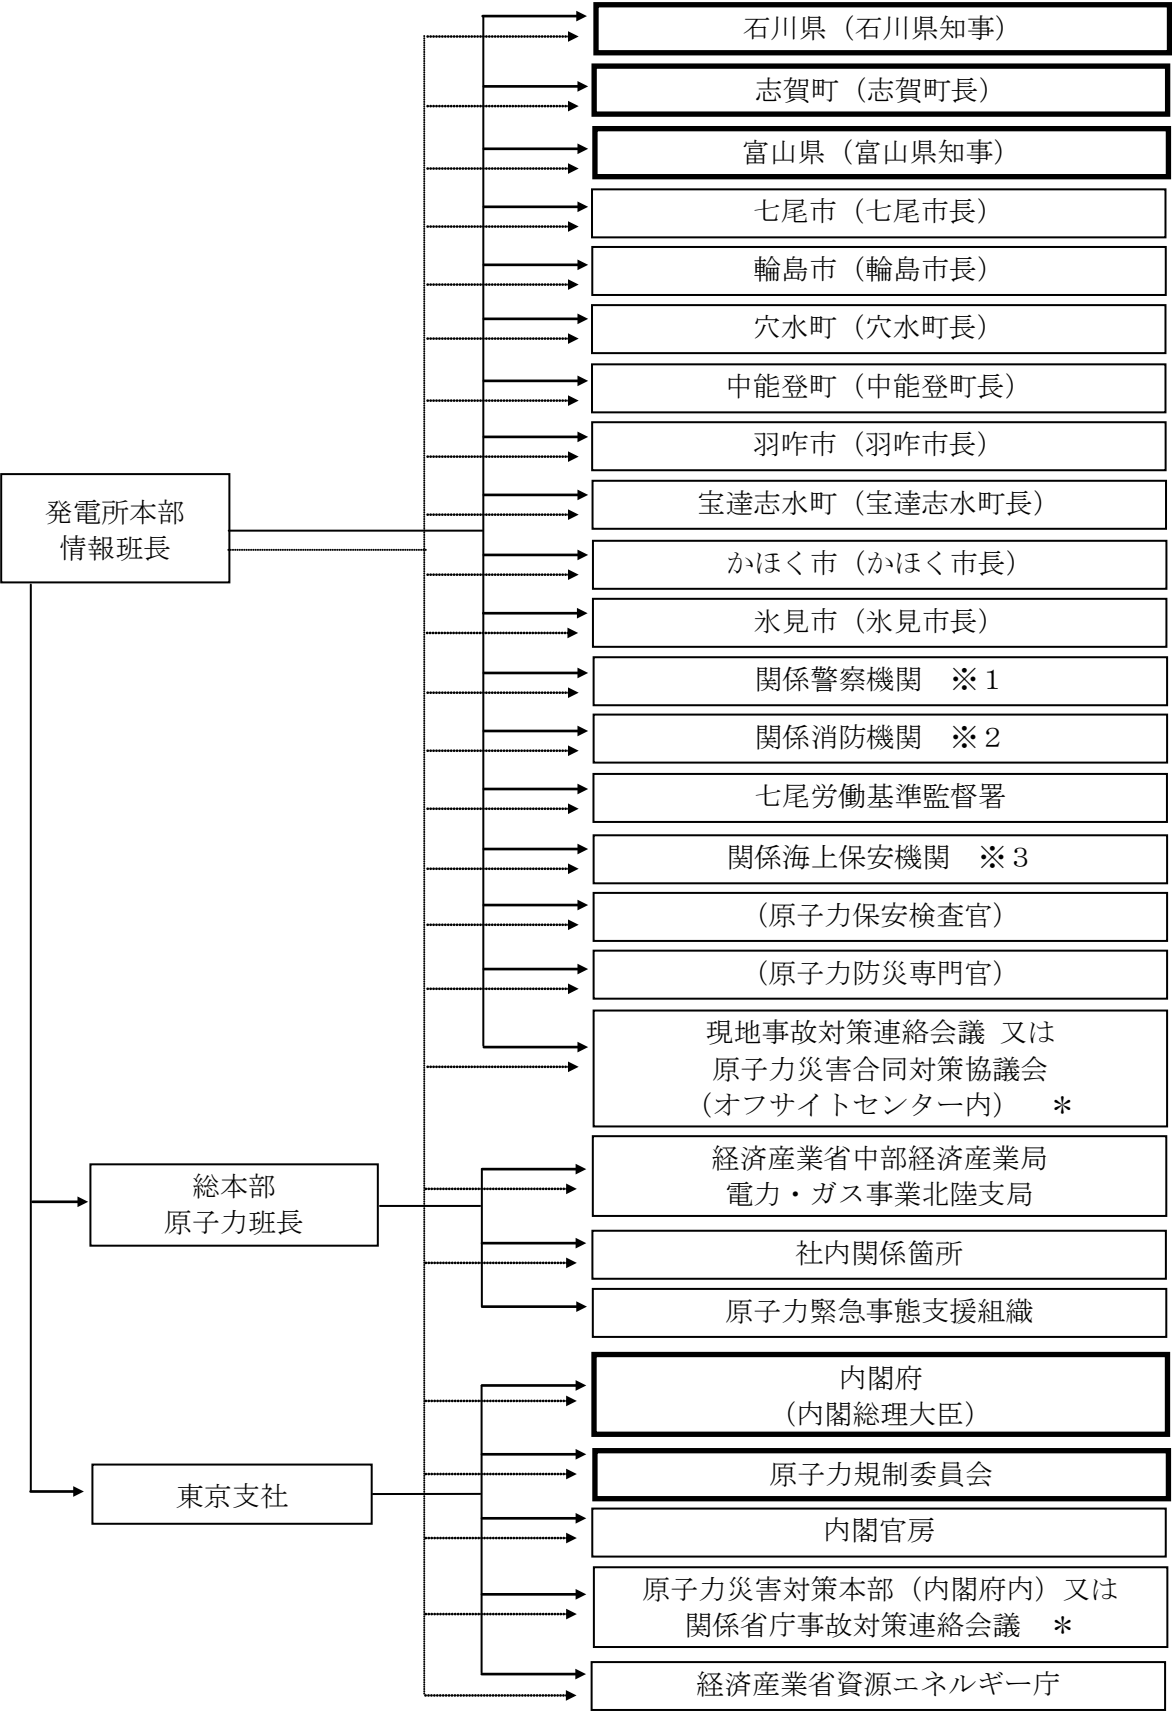 石川県（石川県知事）
志賀町（志賀町長）
富山県（富山県知事）
七尾市（七尾市長）
輪島市（輪島市長）
穴水町（穴水町長）
中能登町（中能登町長）
羽咋市（羽咋市長）
宝達志水町（宝達志水町長）
発電所本部
情報班長
かほく市（かほく市長）
氷見市（氷見市長）
関係警察機関　※１
関係消防機関　※２
七尾労働基準監督署
関係海上保安機関　※３
（原子力保安検査官）
（原子力防災専門官）
現地事故対策連絡会議 又は
原子力災害合同対策協議会
（オフサイトセンター内）　＊
総本部
原子力班長
経済産業省中部経済産業局
電力・ガス事業北陸支局
社内関係箇所
原子力緊急事態支援組織
東京支社
内閣府
（内閣総理大臣）
原子力規制委員会
内閣官房
原子力災害対策本部（内閣府内）又は
関係省庁事故対策連絡会議　＊
経済産業省資源エネルギー庁